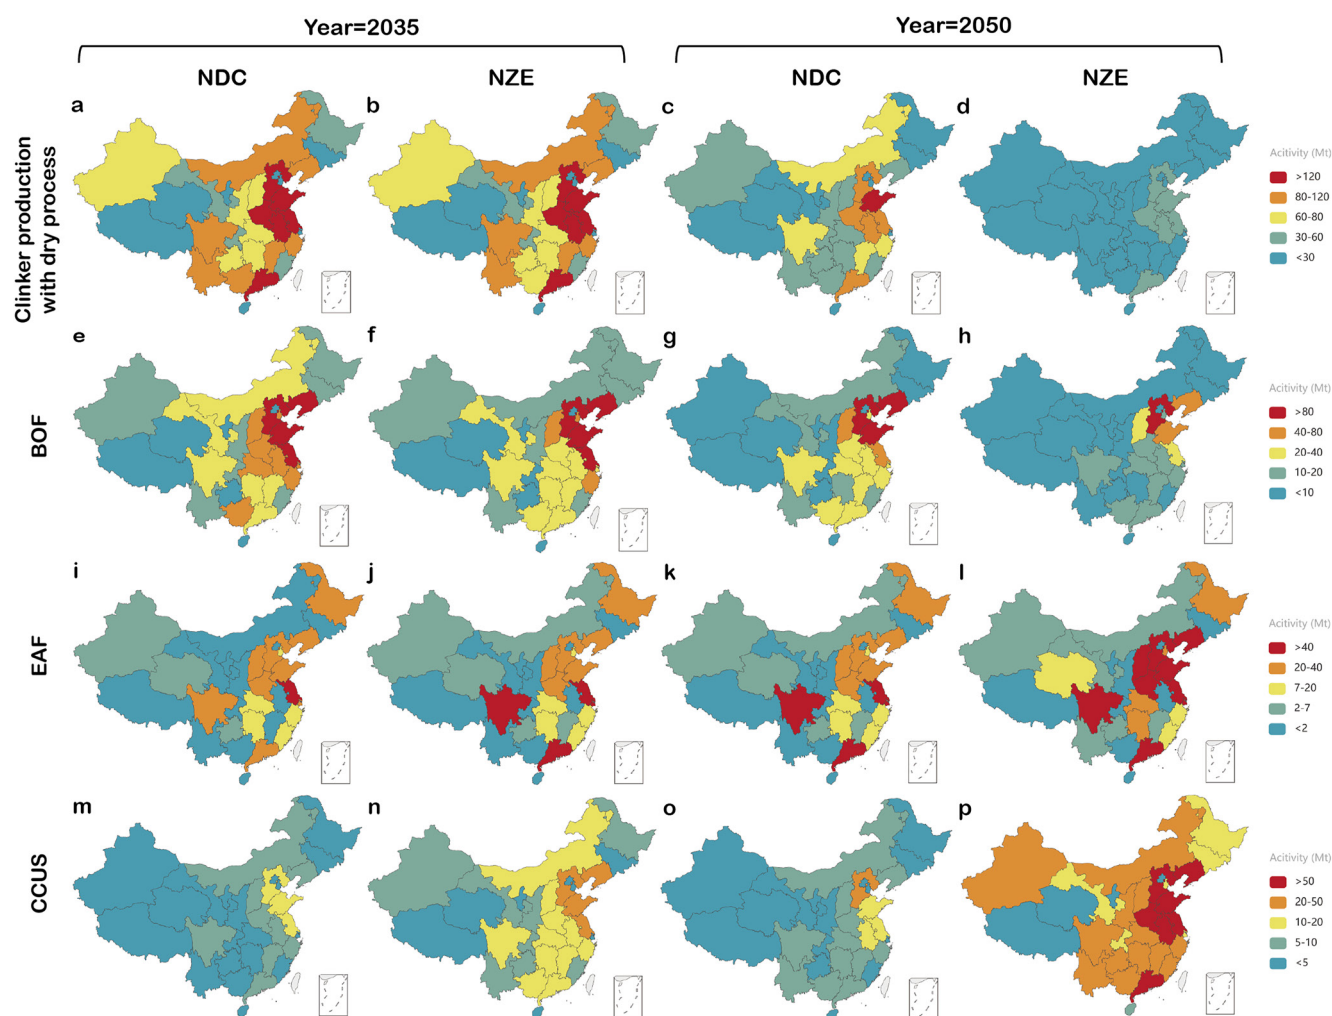 Year=2035
Year=2050
NDC
NZE
NDC
NZE
a
b
c
d
Clinker production
with dry process
Acitivity (Mt)
>120
80-120
60-80
30-60
<30
e
f
g
h
BOF
Acitivity (Mt)
>80
40-80
20-40
10-20
<10
i
j
k
l
EAF
Acitivity (Mt)
>40
20-40
7-20
2-7
<2
m
n
o
p
CCUS
Acitivity (Mt)
>50
20-50
10-20
5-10
<5